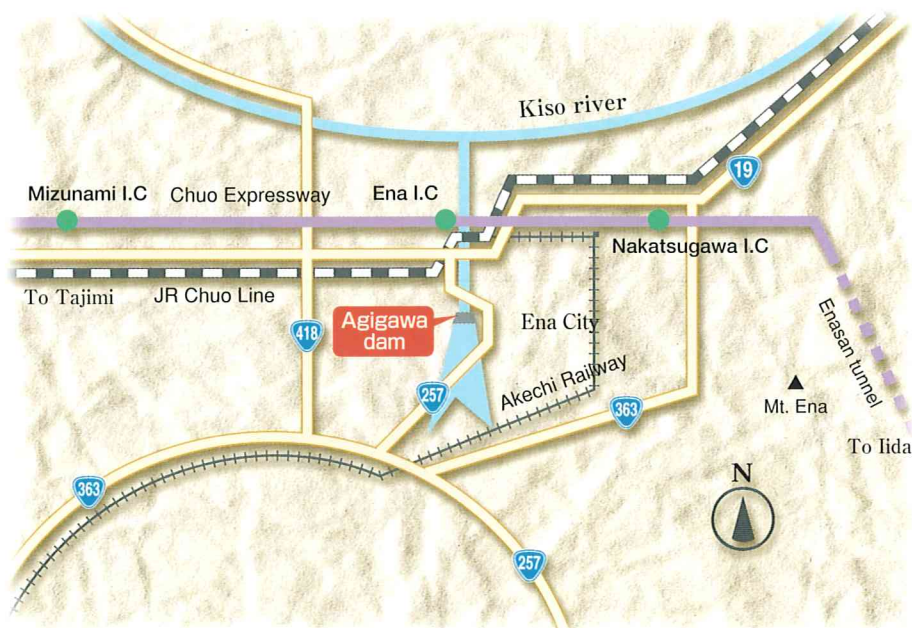 Kiso river
19
Mizunami I.C
Chuo Expressway
Ena I.C
Nakatsugawa I.C
To Tajimi
JR Chuo Line
Agigawa
dam
Ena City
418
Enasan tunnel
Akechi Railway
257
363
Mt. Ena
To Iida
N
363
257